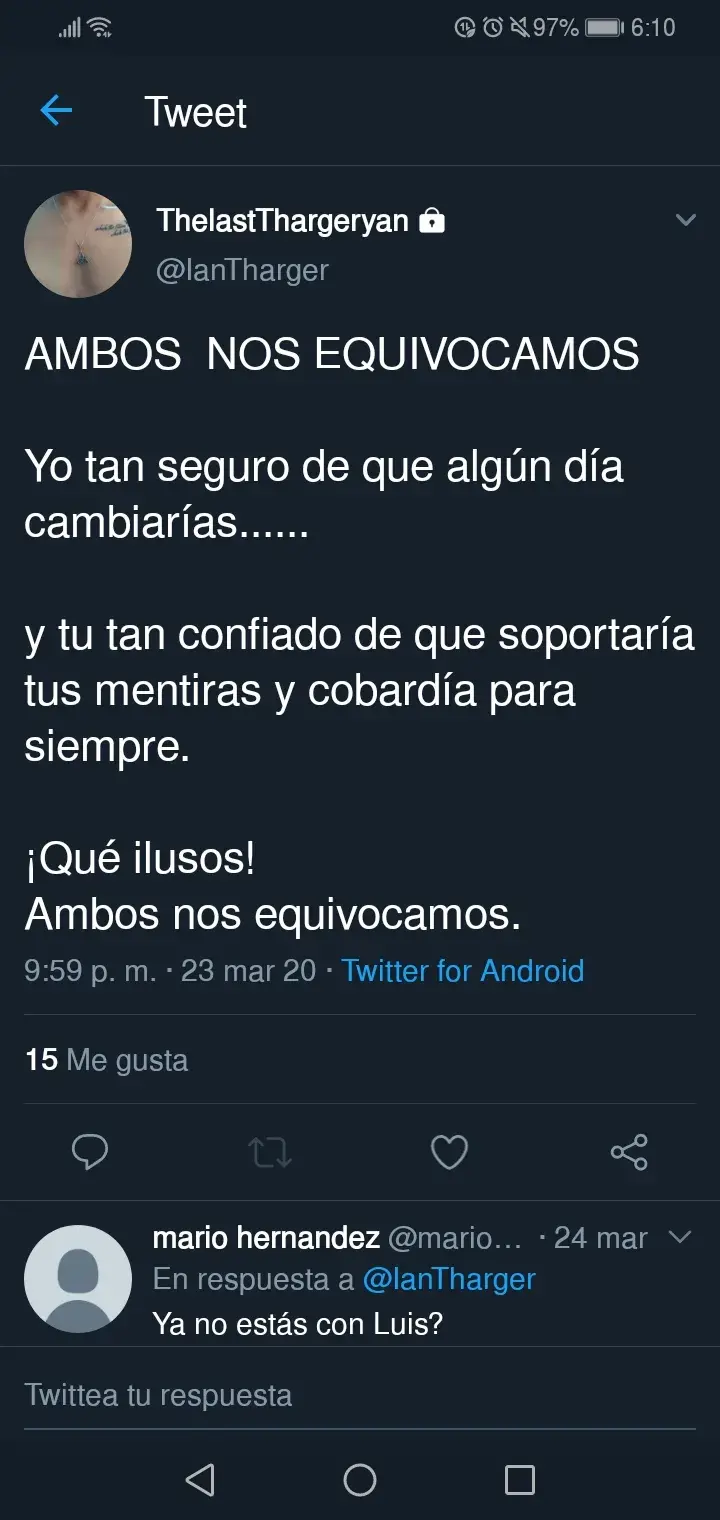 97% 6:10
Tweet
ThelastThargeryan
@IanTharger
AMBOS  NOS EQUIVOCAMOS
Yo tan seguro de que algún día
cambiarías......
y tu tan confiado de que soportaría
tus mentiras y cobardía para
siempre.
¡Qué ilusos!
Ambos nos equivocamos.
9:59 p. m. · 23 mar 20 · Twitter for Android
15 Me gusta
mario hernandez @mario... · 24 mar
En respuesta a @IanTharger
Ya no estás con Luis?
Twittea tu respuesta